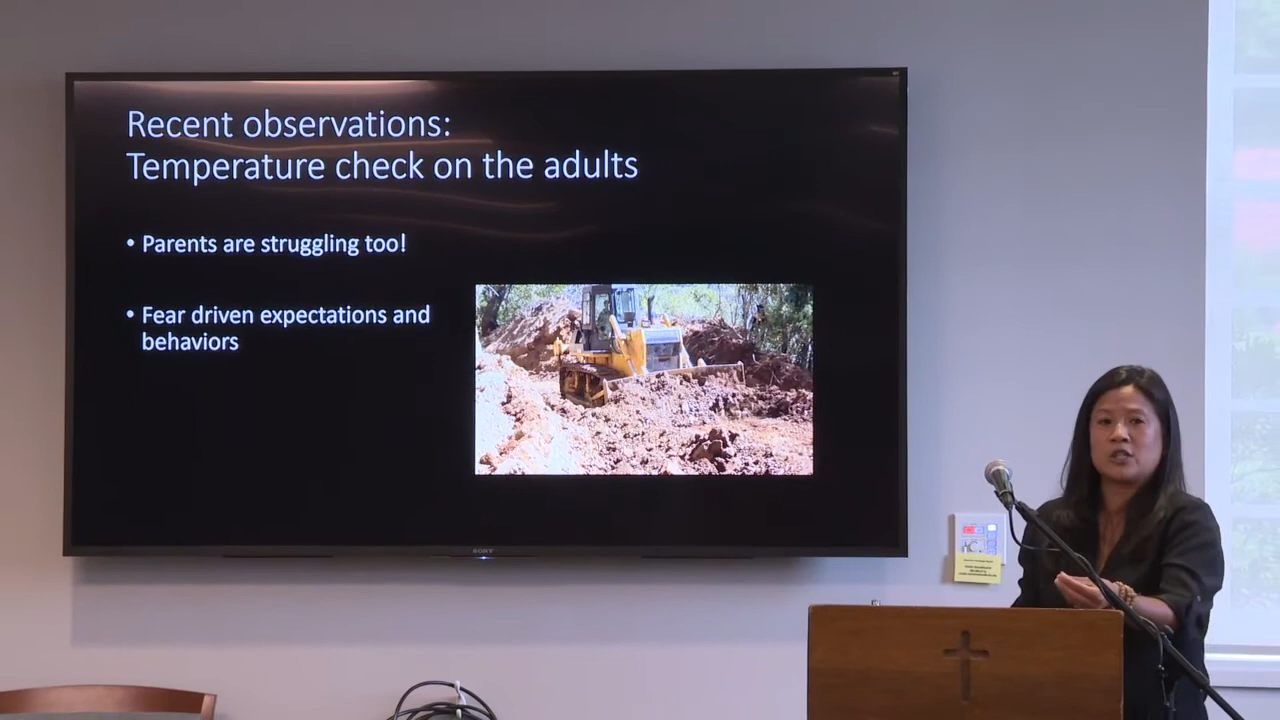 Recent observations:
Temperature check on the adults
• Parents are struggling too!
• Fear driven expectations and
behaviors
SONY